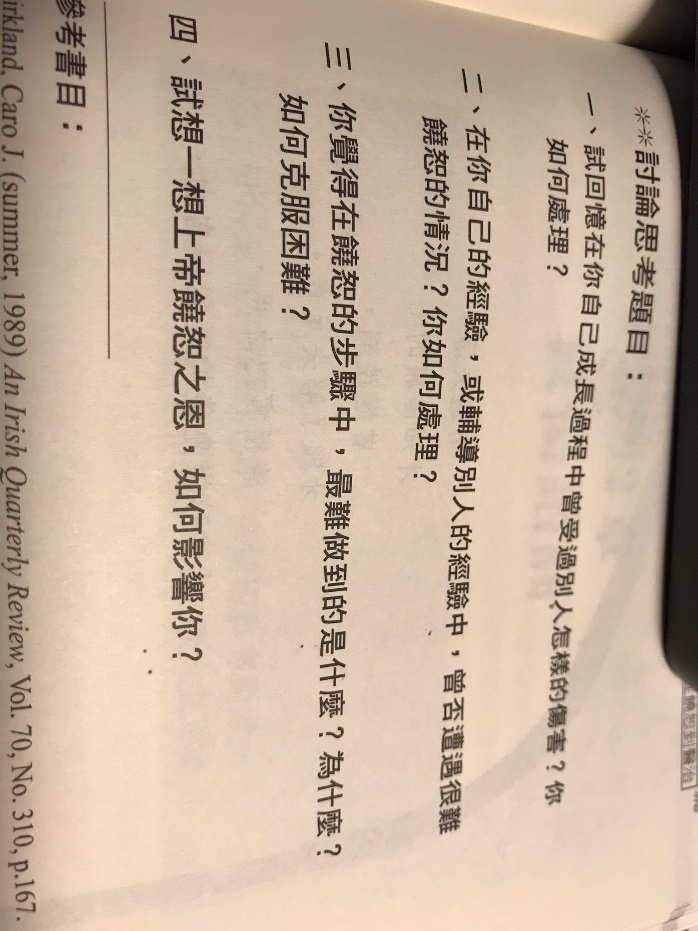 ※※討論思考題目：
一、試回憶在你自己成長過程中曾受過別人怎樣的傷害？你
如何處理？
二、在你自己的經驗，或輔導別人的經驗中，曾否遭遇很難
饒恕的情況？你如何處理？
三、你覺得在饒恕的步驟中，最難做到的是什麼？為什麼？
如何克服困難？
四、試想一想上帝饒恕之恩，如何影響你？
參考書目：
irkland, Caro J. (summer, 1989) An Irish Quarterly Review, Vol. 70, No. 310, p.167.